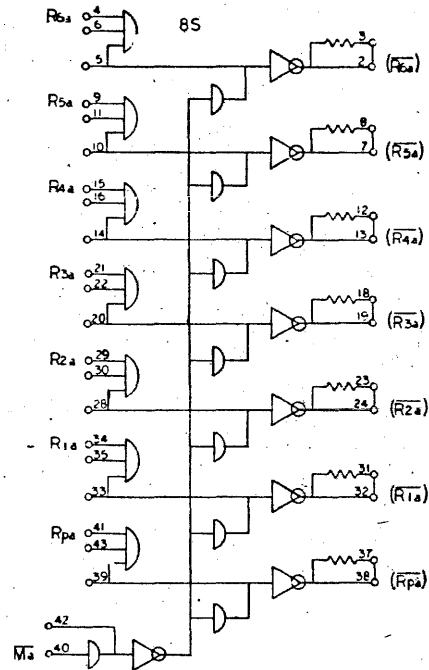 R6a 4 8S
6 3
5 2 (R6a)
R5a 9 8
11
10 7 (R5a)
R4a 15 12
16
14 13 (R4a)
R3a 21 18
22
20 19 (R3a)
R2a 29 23
30
28 24 (R2a)
R1a 34 31
35
33 32 (R1a)
Rpa 41 37
43
39 38 (Rpa)
42
Ma 40